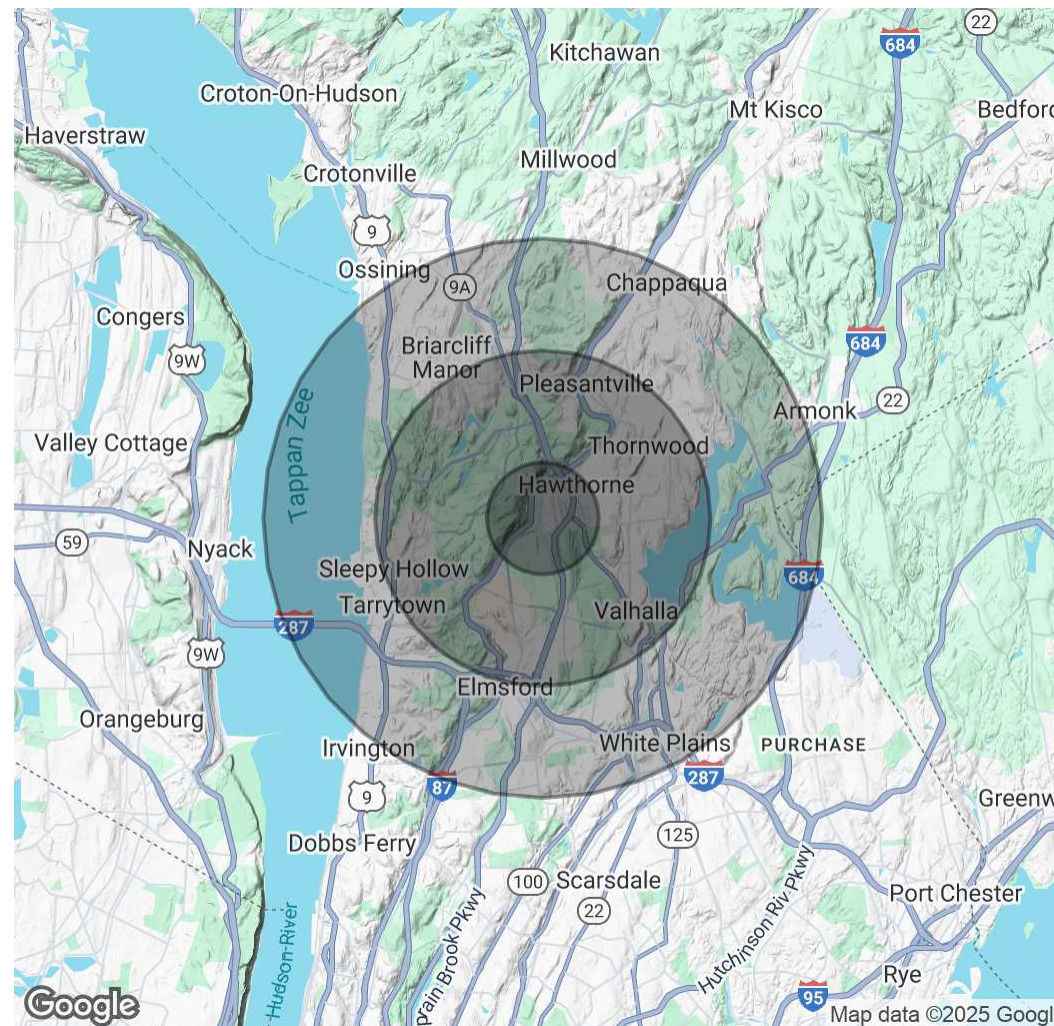 22
684
Kitchawan
Croton-On-Hudson
Mt Kisco
Bedford
Haverstraw
Millwood
Crotonville
9
Ossining
9A
Chappaqua
Congers
684
9W
Briarcliff
Manor
Pleasantville
22
Armonk
Tappan Zee
Valley Cottage
Thornwood
Hawthorne
59
Nyack
Sleepy Hollow
684
Tarrytown
Valhalla
287
9W
Elmsford
Orangeburg
Irvington
White Plains
PURCHASE
287
87
9
Greenw
125
Dobbs Ferry
100
Scarsdale
22
Hutchinson Riv Pkwy
Port Chester
Hudson-River
prain Brook Pkwy
Rye
95
Google
Map data ©2025 Googl